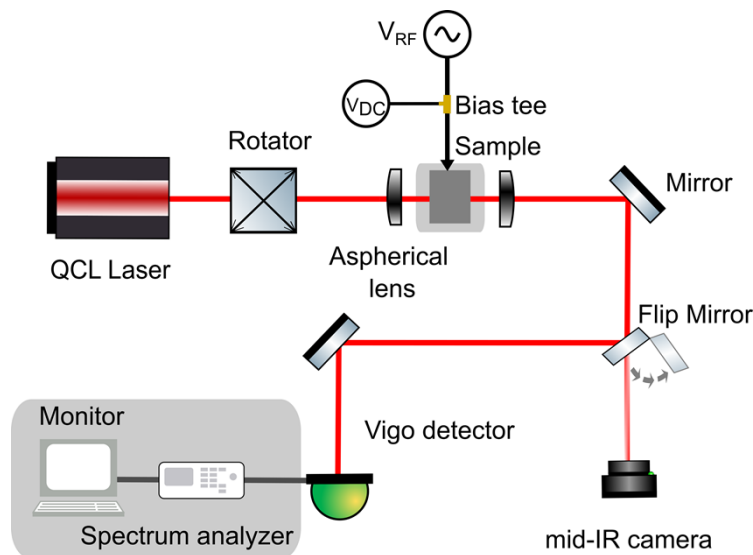 V_RF
V_DC
Bias tee
Rotator
Sample
Mirror
QCL Laser
Aspherical
lens
Flip Mirror
Monitor
Vigo detector
Spectrum analyzer
mid-IR camera